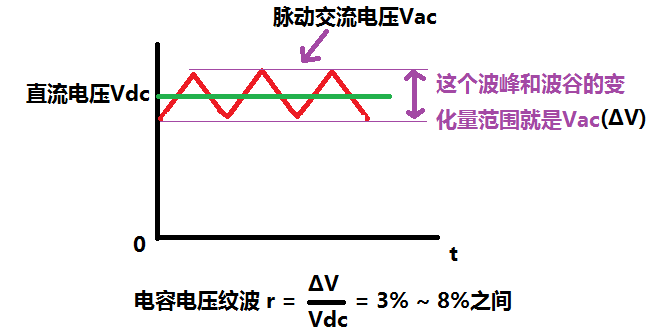 脉动交流电压Vac
直流电压Vdc
这个波峰和波谷的变
化量范围就是Vac(ΔV)
0
t
电容电压纹波 r = ΔV/Vdc = 3% ~ 8%之间